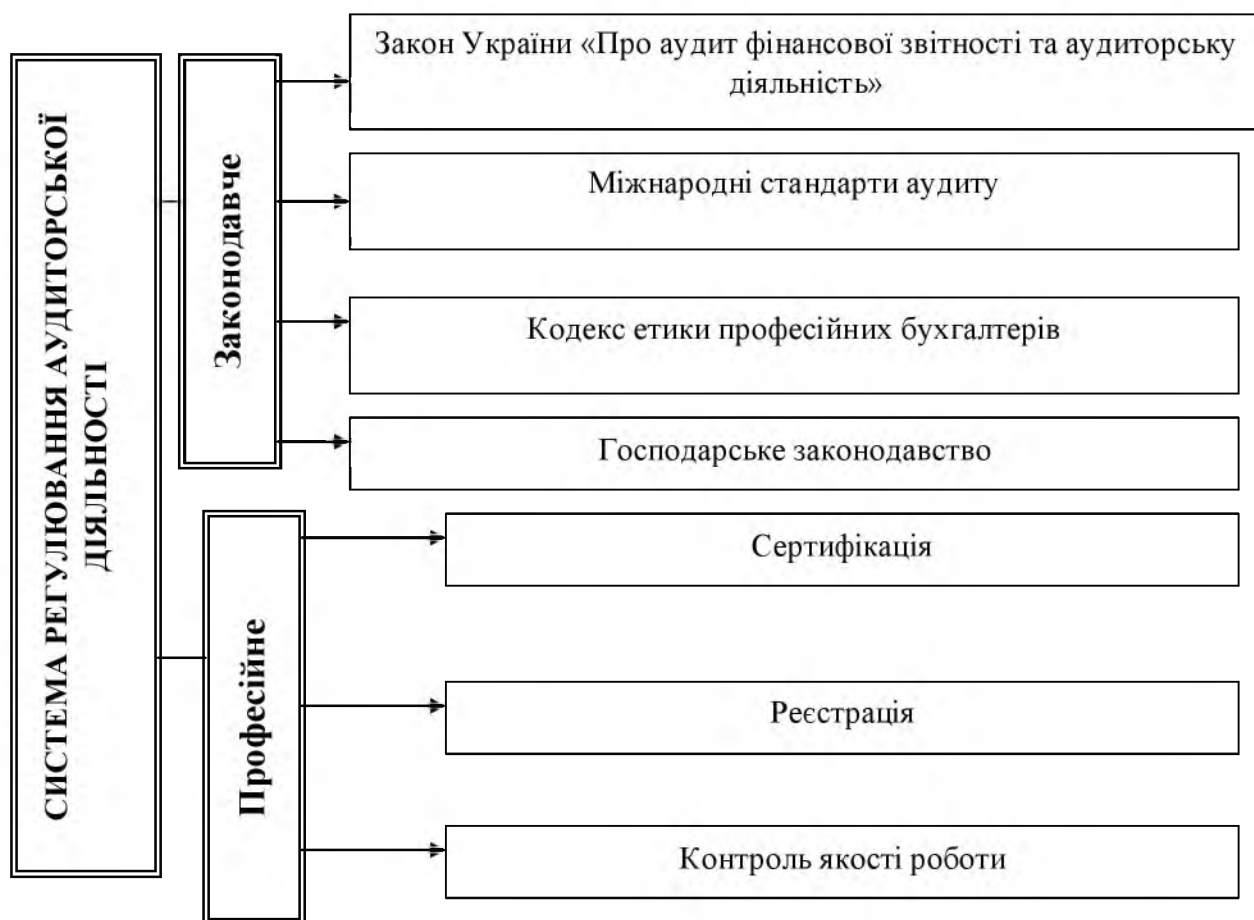 СИСТЕМА РЕГУЛЮВАННЯ АУДИТОРСЬКОЇ
ДІЯЛЬНОСТІ
Законодавче
Закон України «Про аудит фінансової звітності та аудиторську
діяльність»
Міжнародні стандарти аудиту
Кодекс етики професійних бухгалтерів
Господарське законодавство
Професійне
Сертифікація
Реєстрація
Контроль якості роботи